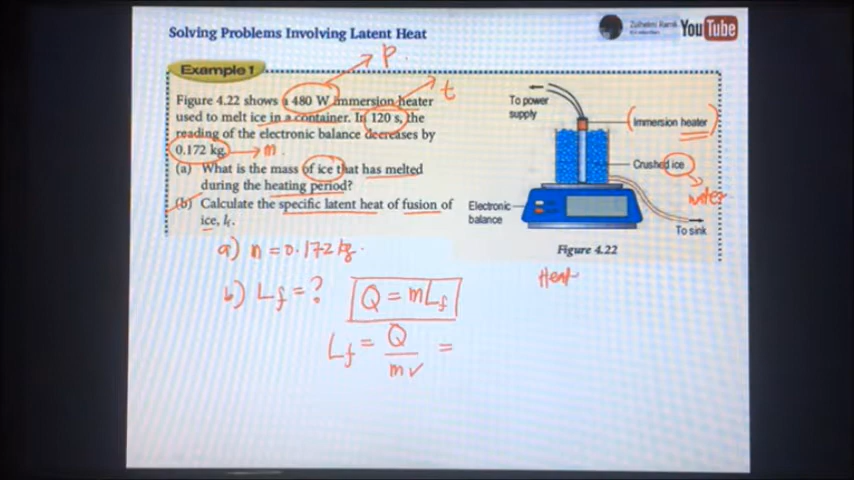 Solving Problems Involving Latent Heat
Zulhelmi Ramli
YouTube
Example 1
P
Figure 4.22 shows a 480 W immersion heater
used to melt ice in a container. In 120 s, the
reading of the electronic balance decreases by
0.172 kg.
(a) What is the mass of ice that has melted
during the heating period?
(b) Calculate the specific latent heat of fusion of
ice,
t
m
To power
supply
(Immersion heater)
Crushed ice
water
Electronic
balance
To sink
Figure 4.22
a) m = 0.172 kg.
b) Lf = ?
Q = mLf
Heat
Lf = Q/m ✓ =